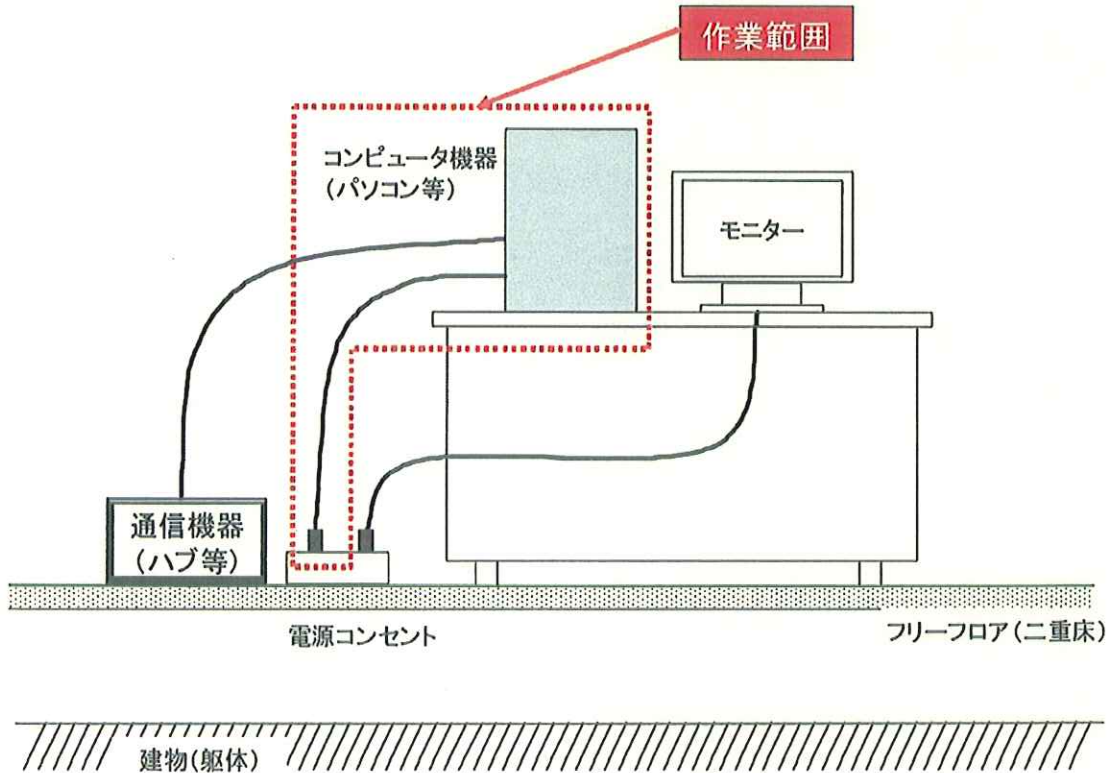 作業範囲
コンピュータ機器
(パソコン等)
モニター
通信機器
(ハブ等)
電源コンセント
フリーフロア(二重床)
建物(躯体)